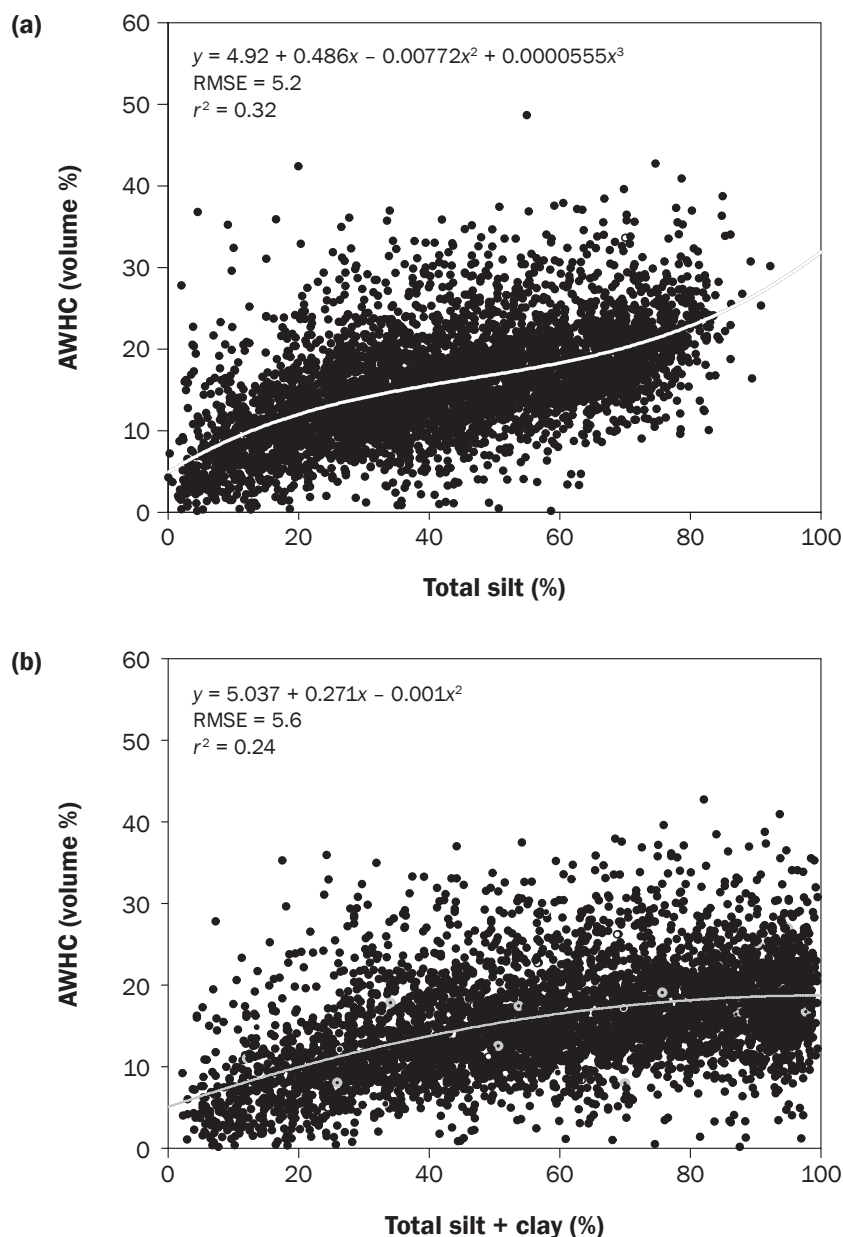 (a)
60
y = 4.92 + 0.486x – 0.00772x² + 0.0000555x³
RMSE = 5.2
r² = 0.32
50
40
30
20
10
0
AWHC (volume %)
0 20 40 60 80 100
Total silt (%)
(b)
60
y = 5.037 + 0.271x – 0.001x²
RMSE = 5.6
r² = 0.24
50
40
30
20
10
0
AWHC (volume %)
0 20 40 60 80 100
Total silt + clay (%)